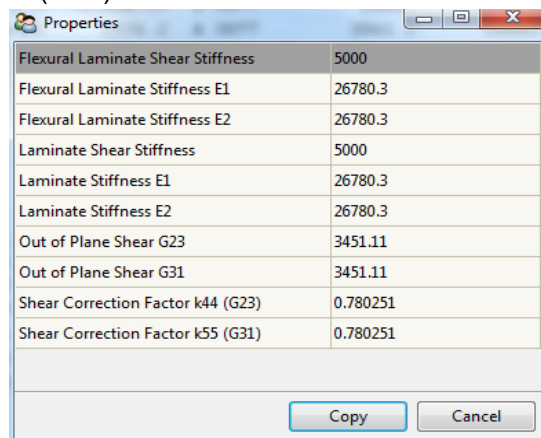 Properties
Flexural Laminate Shear Stiffness 5000
Flexural Laminate Stiffness E1 26780.3
Flexural Laminate Stiffness E2 26780.3
Laminate Shear Stiffness 5000
Laminate Stiffness E1 26780.3
Laminate Stiffness E2 26780.3
Out of Plane Shear G23 3451.11
Out of Plane Shear G31 3451.11
Shear Correction Factor k44 (G23) 0.780251
Shear Correction Factor k55 (G31) 0.780251
Copy Cancel